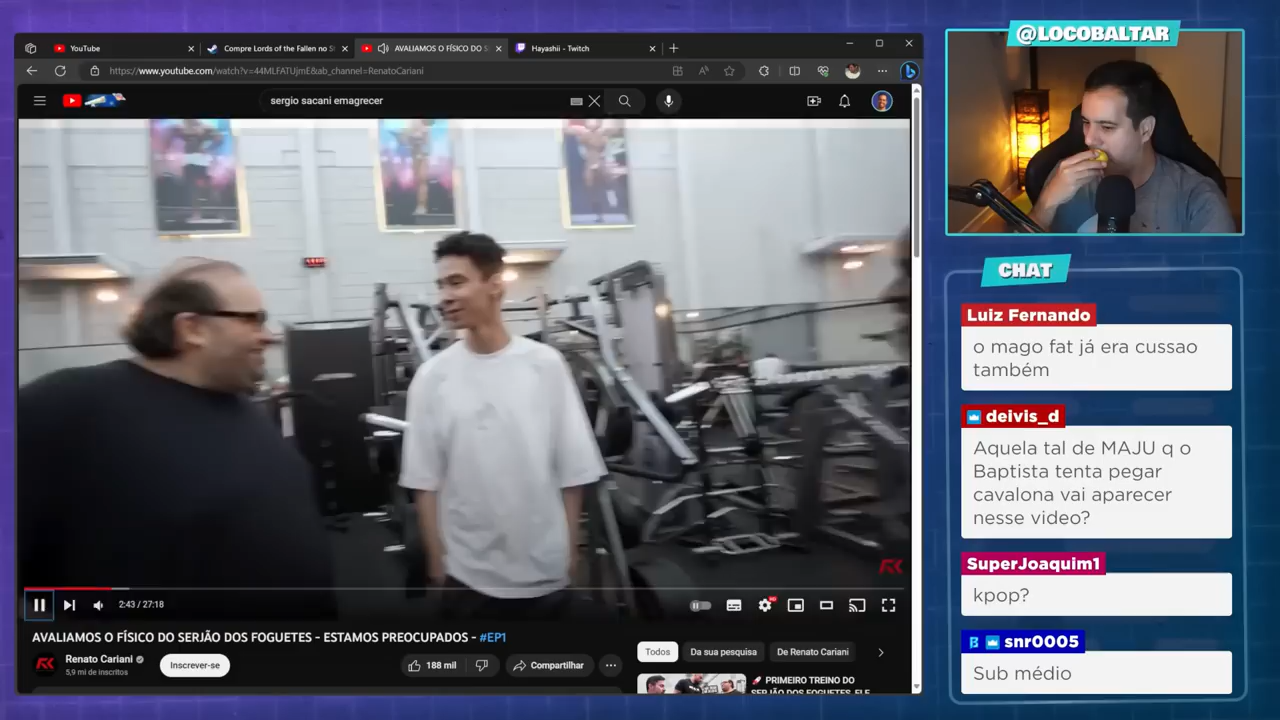 YouTube
Compre Lords of the Fallen no S
AVALIAMOS O FÍSICO DO S
Hayashii - Twitch
https://www.youtube.com/watch?v=44MLFATUjmE&ab_channel=RenatoCariani
sergio sacani emagrecer
2:43 / 27:18
HD
AVALIAMOS O FÍSICO DO SERJÃO DOS FOGUETES - ESTAMOS PREOCUPADOS - #EP1
Renato Cariani
5,9 mi de inscritos
Inscrever-se
188 mil
Compartilhar
Todos
Da sua pesquisa
De Renato Cariani
🚀 PRIMEIRO TREINO DO
SERJÃO DOS FOGUETES, ELE
@LOCOBALTAR
CHAT
Luiz Fernando
o mago fat já era cussao
também
deivis_d
Aquela tal de MAJU q o
Baptista tenta pegar
cavalona vai aparecer
nesse video?
SuperJoaquim1
kpop?
snr0005
Sub médio